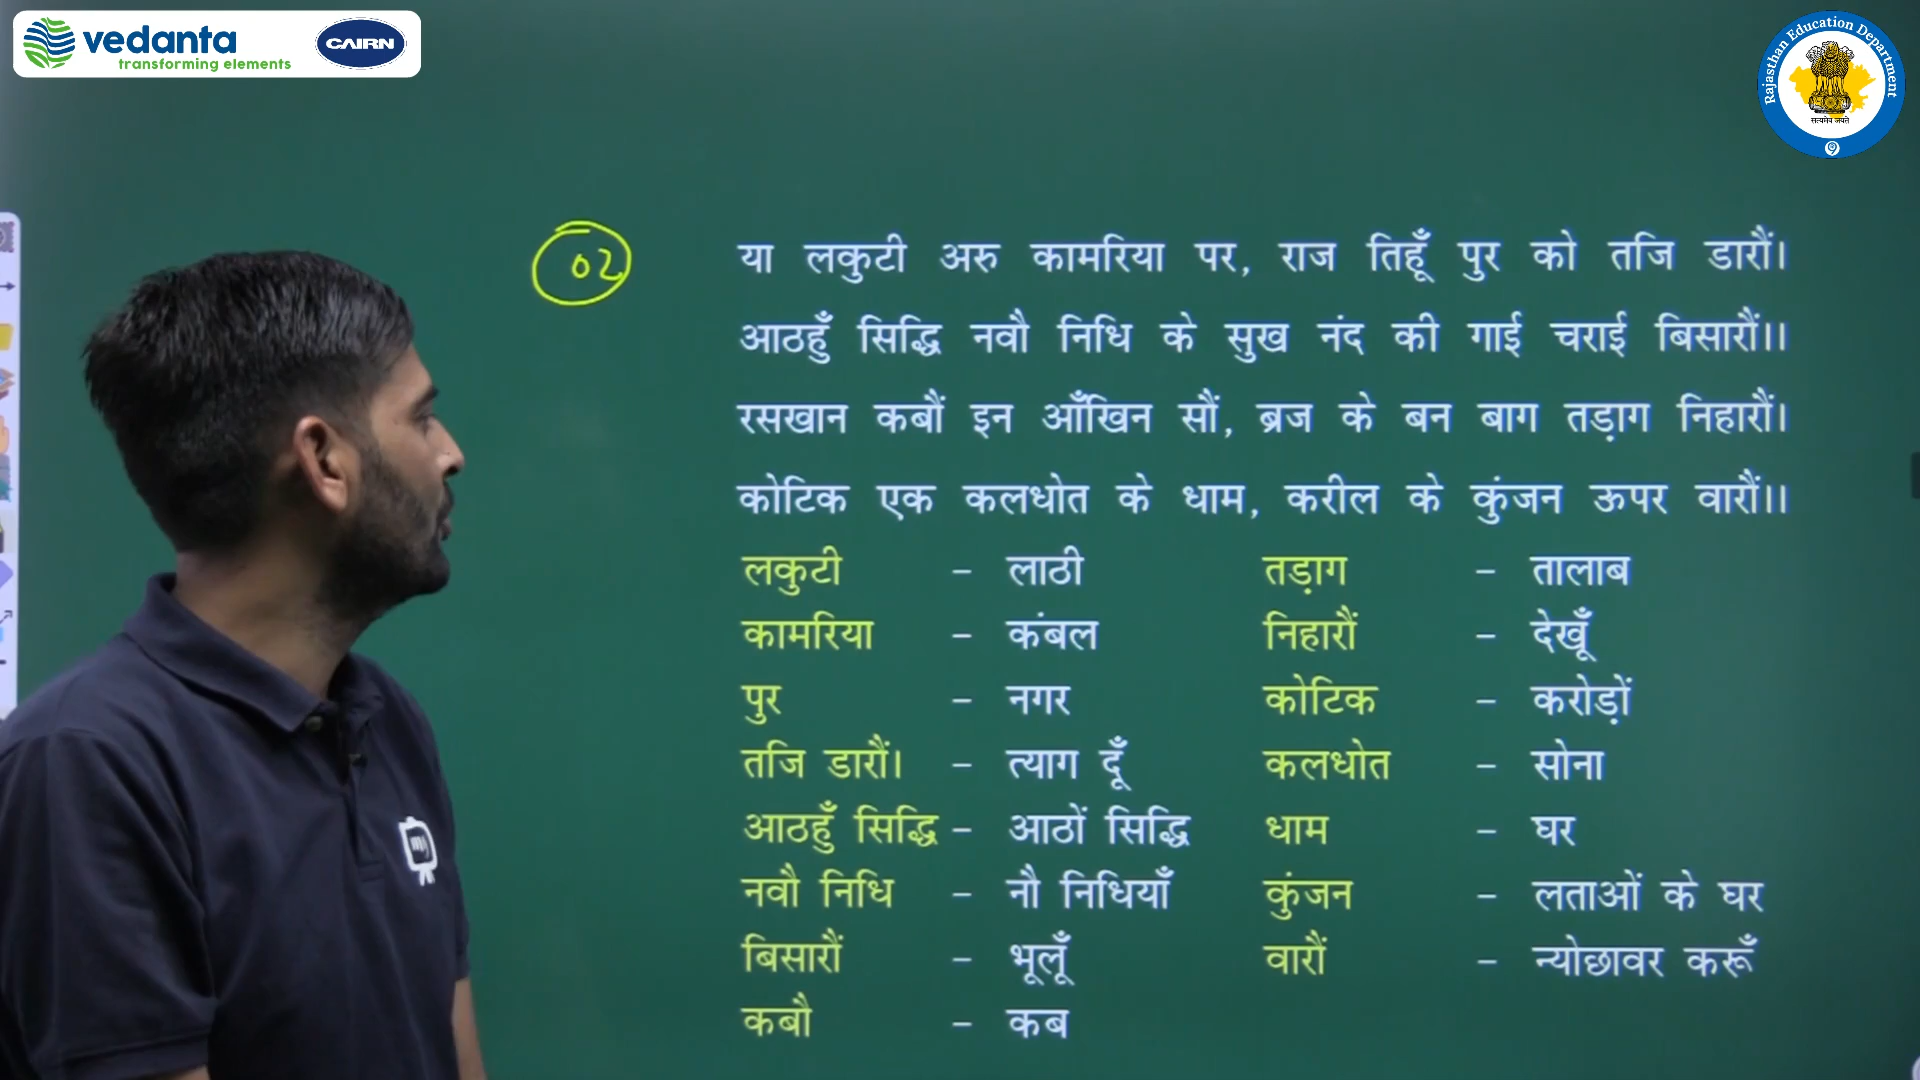 vedanta
transforming elements
CAIRN
Rajasthan Education Department
सत्यमेव जयते
02
या लकुटी अरु कामरिया पर, राज तिहूँ पुर को तजि डारौं।
आठहुँ सिद्धि नवौ निधि के सुख नंद की गाई चराई बिसारौं।।
रसखान कबौं इन आँखिन सौं, ब्रज के बन बाग तड़ाग निहारौं।
कोटिक एक कलधोत के धाम, करील के कुंजन ऊपर वारौं।।
लकुटी – लाठी तड़ाग – तालाब
कामरिया – कंबल निहारौं – देखूँ
पुर – नगर कोटिक – करोड़ों
तजि डारौं। – त्याग दूँ कलधोत – सोना
आठहुँ सिद्धि – आठों सिद्धि धाम – घर
नवौ निधि – नौ निधियाँ कुंजन – लताओं के घर
बिसारौं – भूलूँ वारौं – न्योछावर करूँ
कबौ – कब